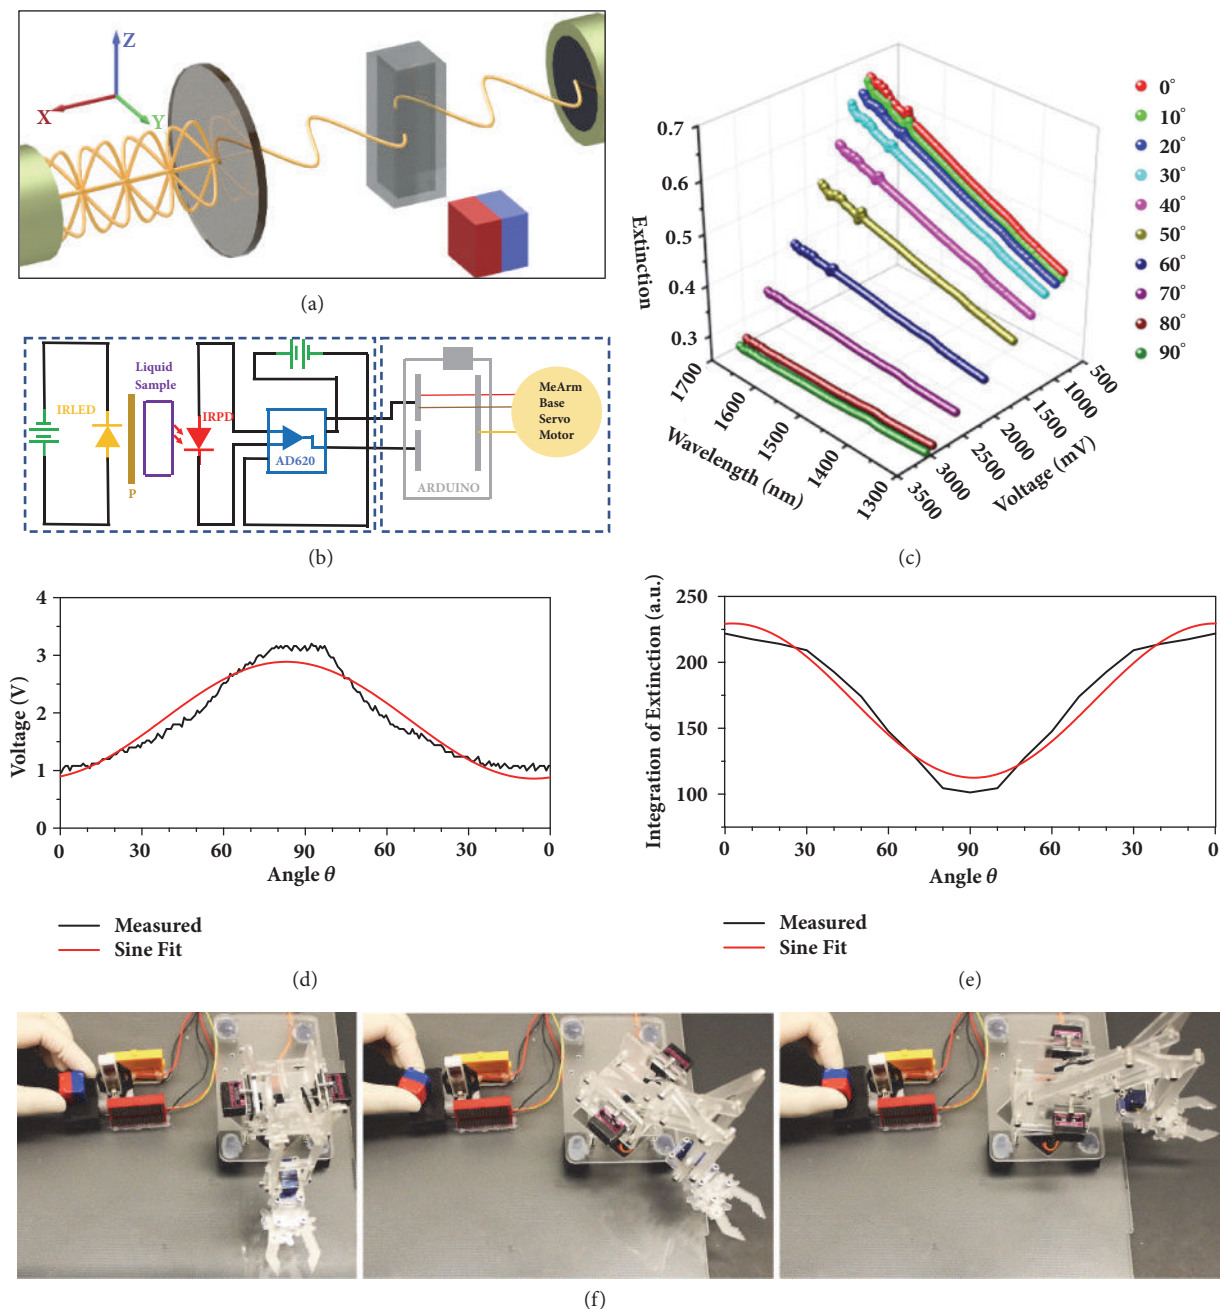 Z
X
Y
(a)
Extinction
0.7
0.6
0.5
0.4
0.3
1700
1600
1500
1400
1300
Wavelength (nm)
500
1000
1500
2000
2500
3000
3500
Voltage (mV)
0°
10°
20°
30°
40°
50°
60°
70°
80°
90°
(c)
Liquid
Sample
IRLED
IRPD
P
AD620
ARDUINO
MeArm
Base
Servo
Motor
(b)
Voltage (V)
4
3
2
1
0
0 30 60 90 60 30 0
Angle θ
Measured
Sine Fit
(d)
Integration of Extinction (a.u.)
250
200
150
100
0 30 60 90 60 30 0
Angle θ
Measured
Sine Fit
(e)
(f)